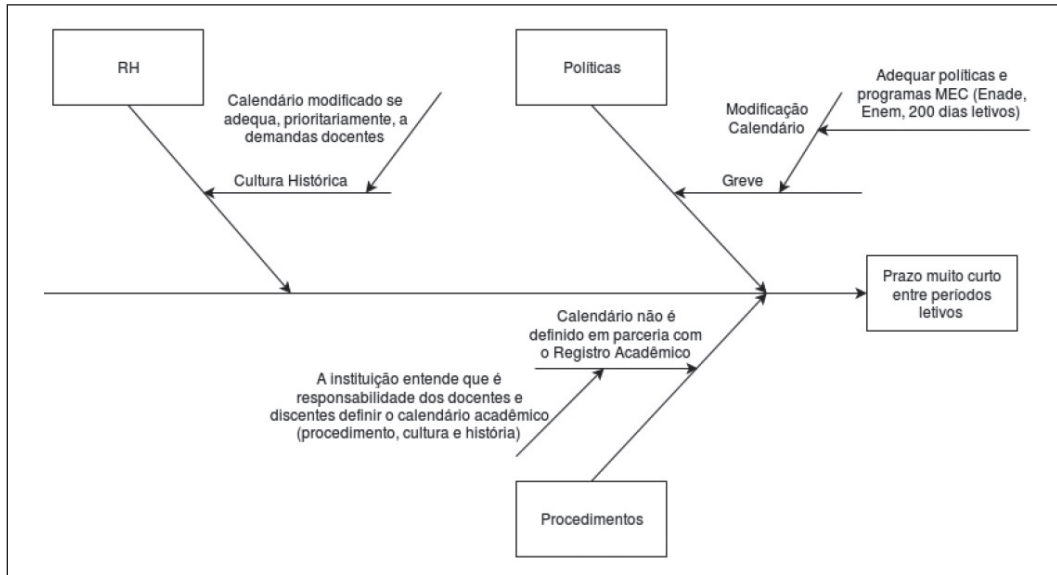 RH
Calendário modificado se
adequa, prioritariamente, a
demandas docentes
Cultura Histórica
Políticas
Modificação
Calendário
Adequar políticas e
programas MEC (Enade,
Enem, 200 dias letivos)
Greve
Prazo muito curto
entre períodos
letivos
Calendário não é
definido em parceria com
o Registro Acadêmico
A instituição entende que é
responsabilidade dos docentes e
discentes definir o calendário acadêmico
(procedimento, cultura e história)
Procedimentos